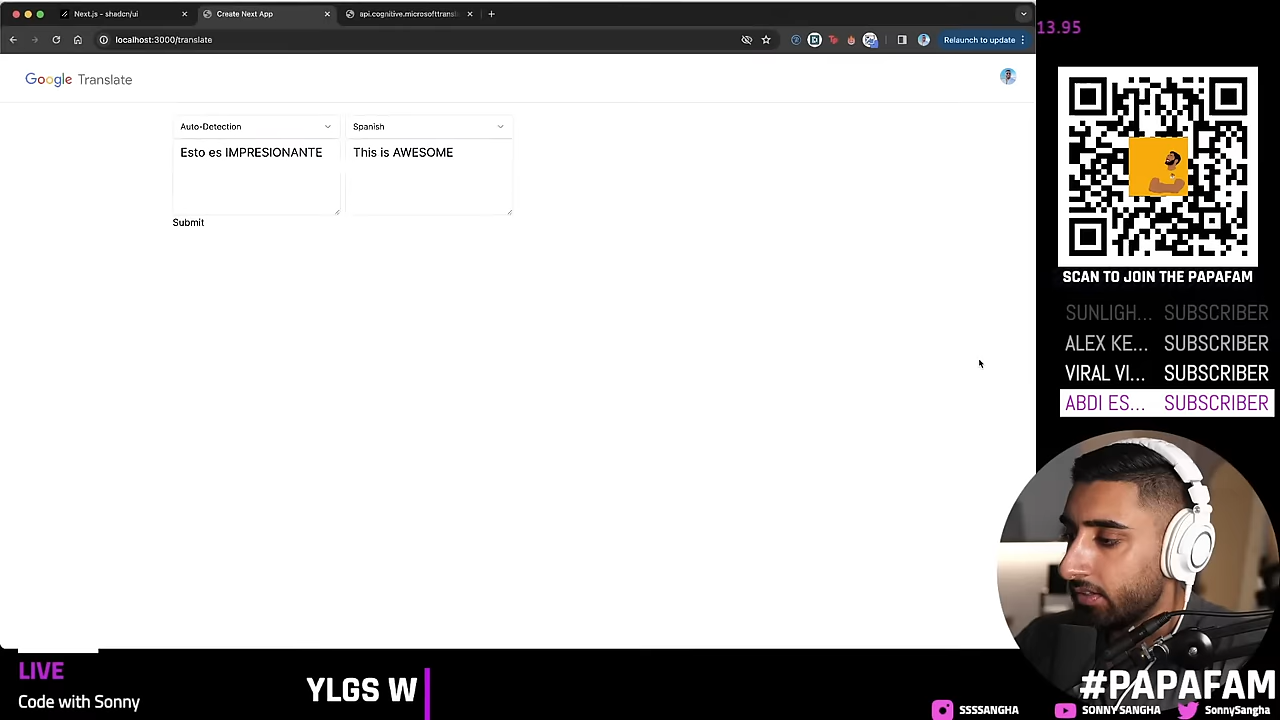 Next.js - shadcn/ui
Create Next App
api.cognitive.microsofttransl
localhost:3000/translate
Relaunch to update
Google Translate
Auto-Detection
Spanish
Esto es IMPRESIONANTE
This is AWESOME
Submit
13.95
SCAN TO JOIN THE PAPAFAM
SUNLIGH... SUBSCRIBER
ALEX KE... SUBSCRIBER
VIRAL VI... SUBSCRIBER
ABDI ES... SUBSCRIBER
LIVE
Code with Sonny
YLGS W
#PAPAFAM
SSSSANGHA
SONNY SANGHA
SonnySangha